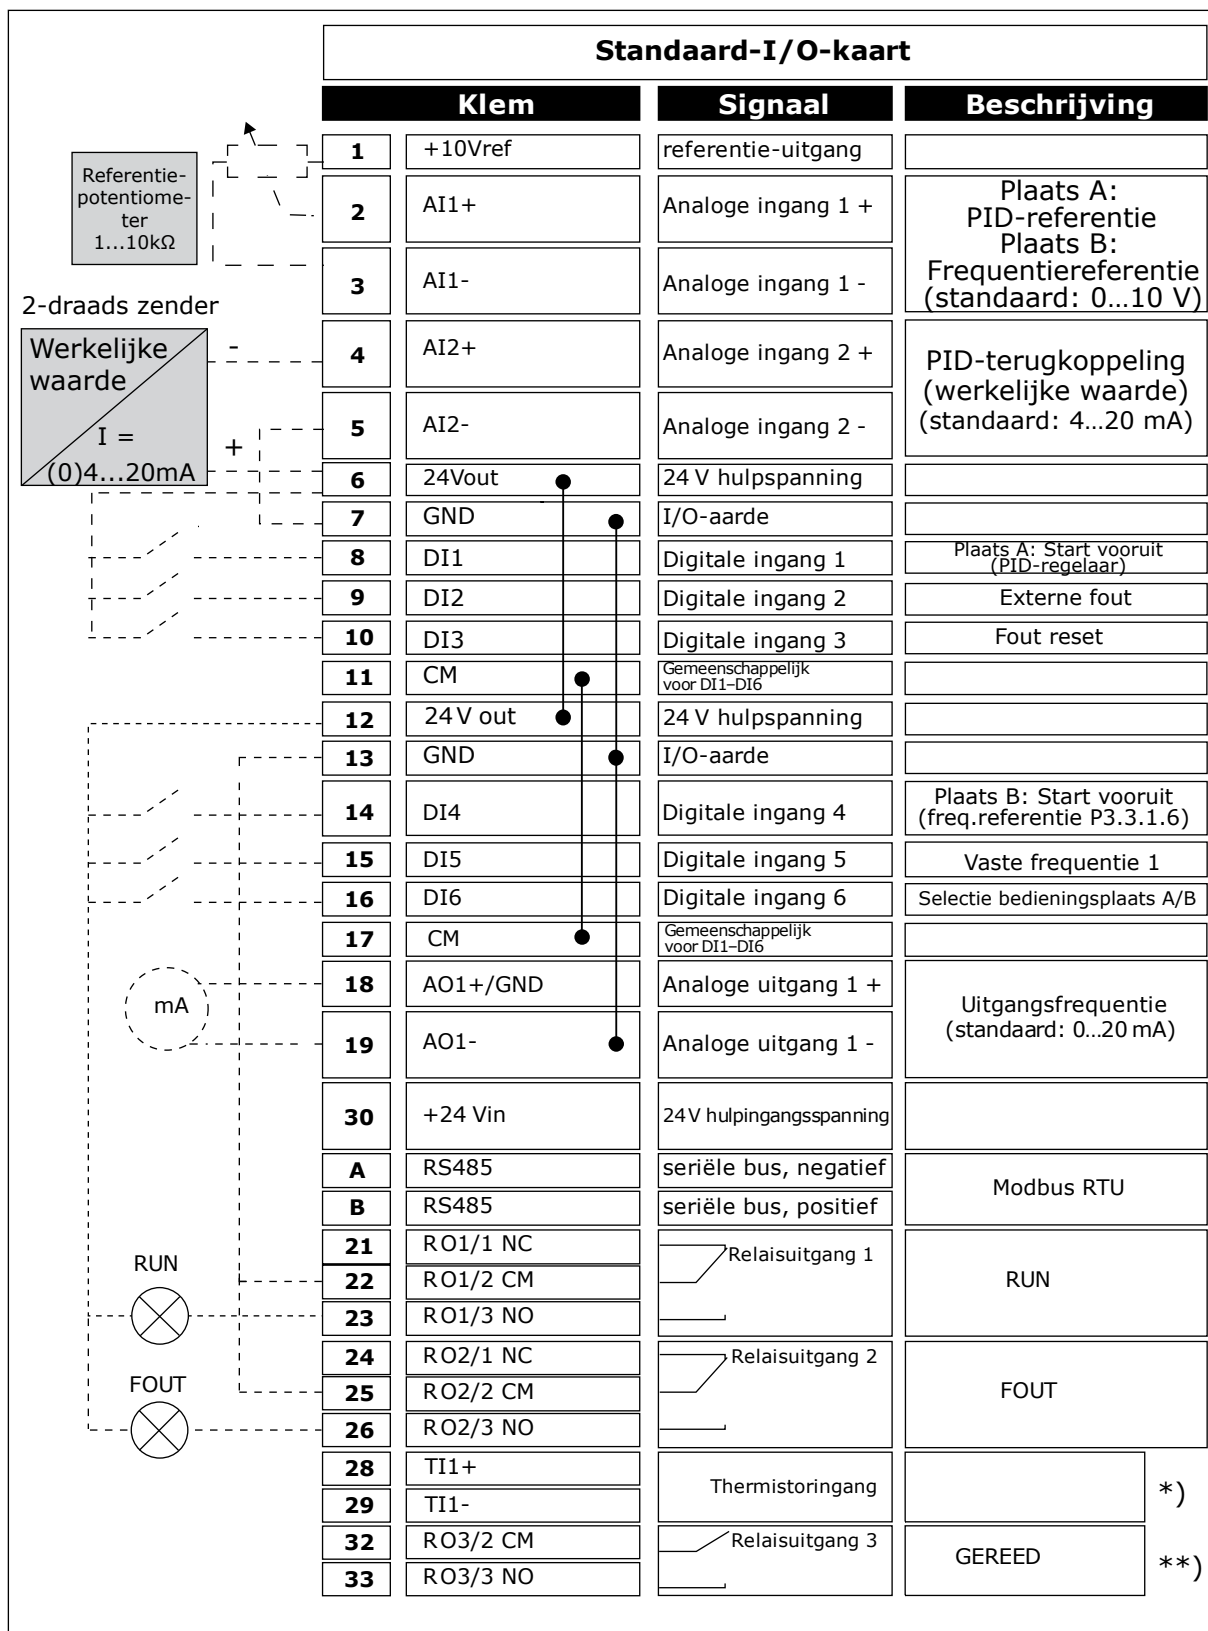 Standaard-I/O-kaart
Klem Signaal Beschrijving
Referentie-
potentiome-
ter
1...10kΩ
1 +10Vref referentie-uitgang
2 AI1+ Analoge ingang 1 +
3 AI1- Analoge ingang 1 -
Plaats A:
PID-referentie
Plaats B:
Frequentiereferentie
(standaard: 0...10 V)
2-draads zender
Werkelijke
waarde
I =
(0)4...20mA
-
+
4 AI2+ Analoge ingang 2 +
5 AI2- Analoge ingang 2 -
PID-terugkoppeling
(werkelijke waarde)
(standaard: 4...20 mA)
6 24Vout 24 V hulpspanning
7 GND I/O-aarde
8 DI1 Digitale ingang 1
Plaats A: Start vooruit
(PID-regelaar)
9 DI2 Digitale ingang 2 Externe fout
10 DI3 Digitale ingang 3 Fout reset
11 CM
Gemeenschappelijk
voor DI1–DI6
12 24 V out 24 V hulpspanning
13 GND I/O-aarde
14 DI4 Digitale ingang 4
Plaats B: Start vooruit
(freq.referentie P3.3.1.6)
15 DI5 Digitale ingang 5 Vaste frequentie 1
16 DI6 Digitale ingang 6 Selectie bedieningsplaats A/B
17 CM
Gemeenschappelijk
voor DI1–DI6
mA
18 AO1+/GND Analoge uitgang 1 +
19 AO1- Analoge uitgang 1 -
Uitgangsfrequentie
(standaard: 0...20 mA)
30 +24 Vin 24 V hulpingangsspanning
A RS485 seriële bus, negatief
B RS485 seriële bus, positief
Modbus RTU
21 RO1/1 NC
RUN
22 RO1/2 CM
23 RO1/3 NO
Relaisuitgang 1
RUN
24 RO2/1 NC
FOUT
25 RO2/2 CM
26 RO2/3 NO
Relaisuitgang 2
FOUT
28 TI1+
29 TI1-
Thermistoringang
*)
32 RO3/2 CM
33 RO3/3 NO
Relaisuitgang 3
GEREED
**)